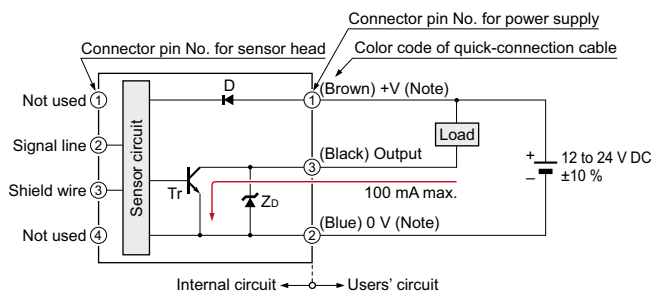 Connector pin No. for power supply
Connector pin No. for sensor head
Color code of quick-connection cable
D
(Brown) +V (Note)
Not used 1
1
Load
Signal line 2
Sensor circuit
3
(Black) Output
+
12 to 24 V DC
±10 %
–
Shield wire 3
Tr
ZD
100 mA max.
Not used 4
2
(Blue) 0 V (Note)
Internal circuit
Users' circuit